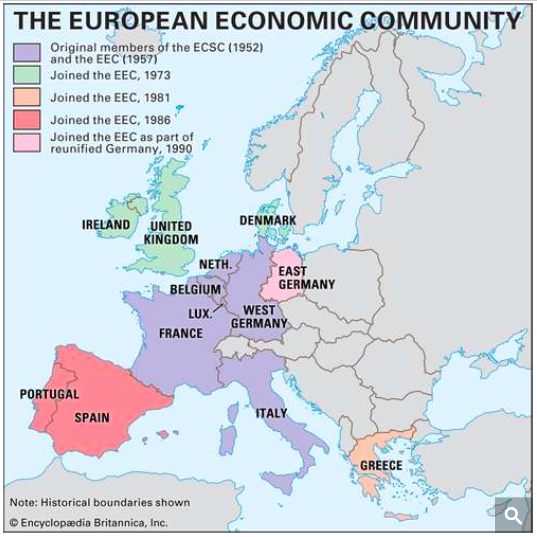 THE EUROPEAN ECONOMIC COMMUNITY
Original members of the ECSC (1952)
and the EEC (1957)
Joined the EEC, 1973
Joined the EEC, 1981
Joined the EEC, 1986
Joined the EEC as part of
reunified Germany, 1990
IRELAND
UNITED
KINGDOM
DENMARK
NETH.
BELGIUM
LUX.
EAST
GERMANY
WEST
GERMANY
FRANCE
PORTUGAL
SPAIN
ITALY
GREECE
Note: Historical boundaries shown
© Encyclopædia Britannica, Inc.